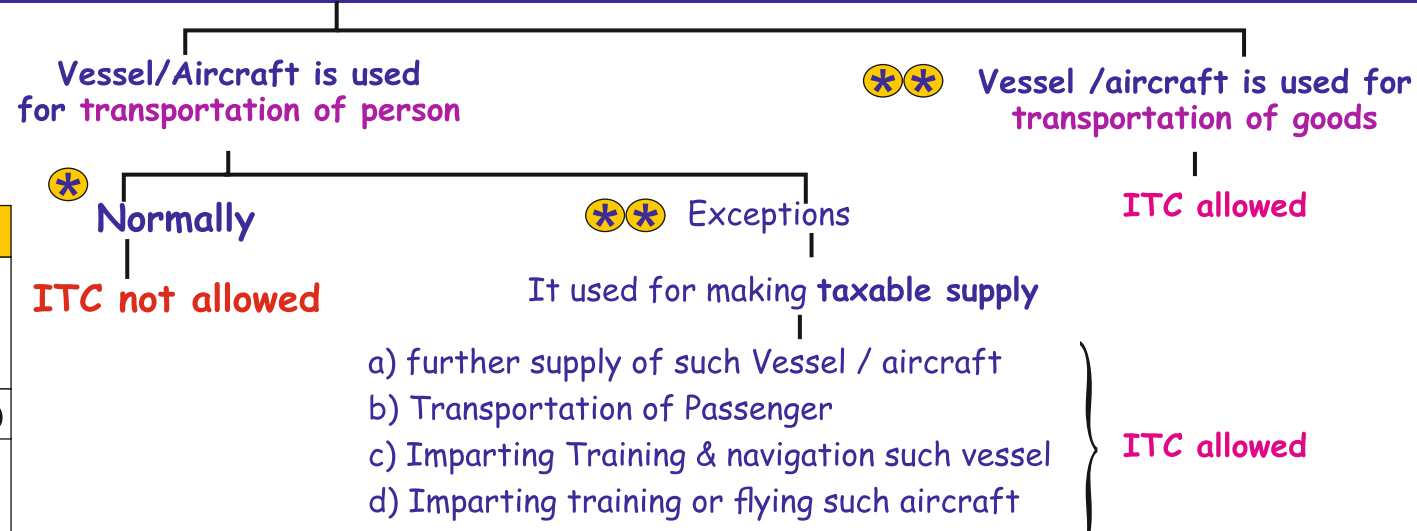 Vessel/Aircraft is used
for transportation of person
** Vessel /aircraft is used for
transportation of goods
ITC allowed
*
Normally
ITC not allowed
** Exceptions
It used for making taxable supply
a) further supply of such Vessel / aircraft
b) Transportation of Passenger
c) Imparting Training & navigation such vessel
d) Imparting training or flying such aircraft
ITC allowed
)